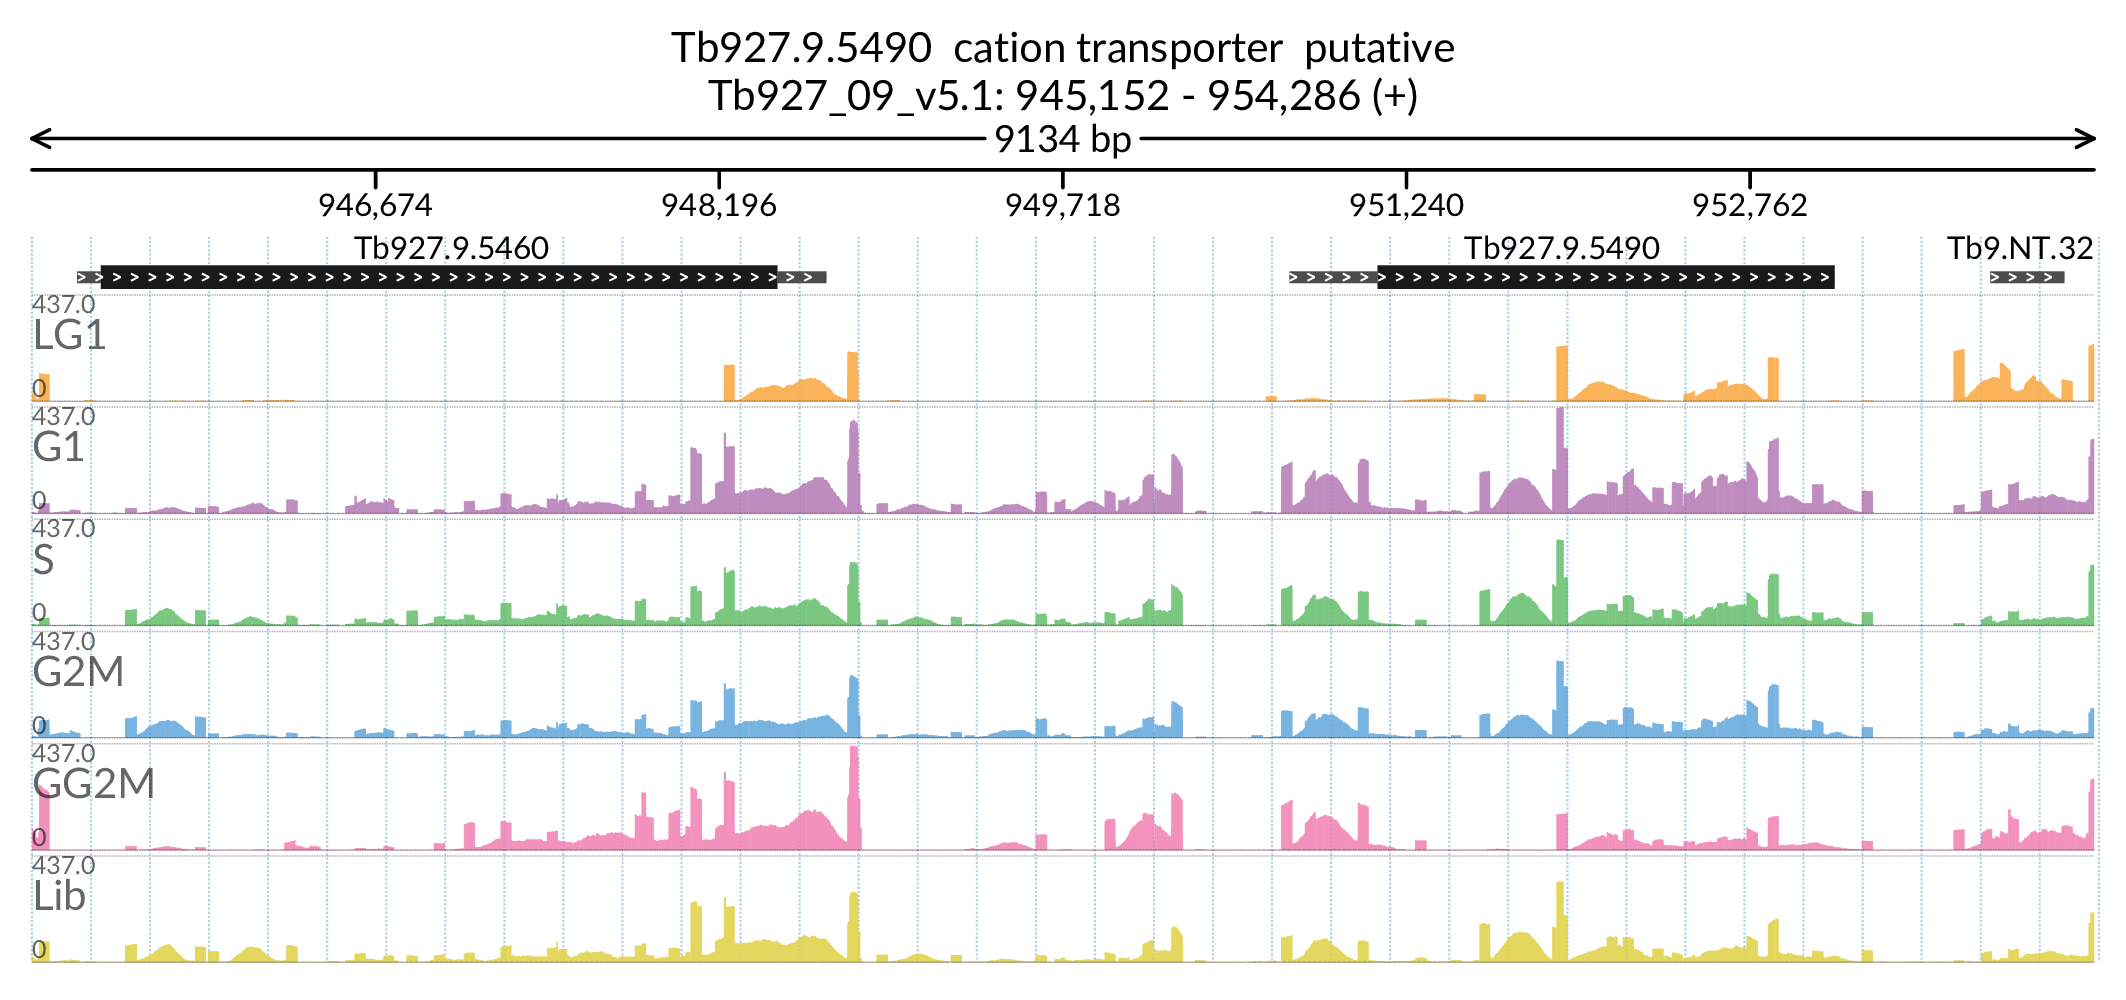 Tb927.9.5490  cation transporter  putative
Tb927_09_v5.1: 945,152 - 954,286 (+)
9134 bp
946,674 948,196 949,718 951,240 952,762
Tb927.9.5460 Tb927.9.5490 Tb9.NT.32
437.0
LG1
0
437.0
G1
0
437.0
S
0
437.0
G2M
0
437.0
GG2M
0
437.0
Lib
0